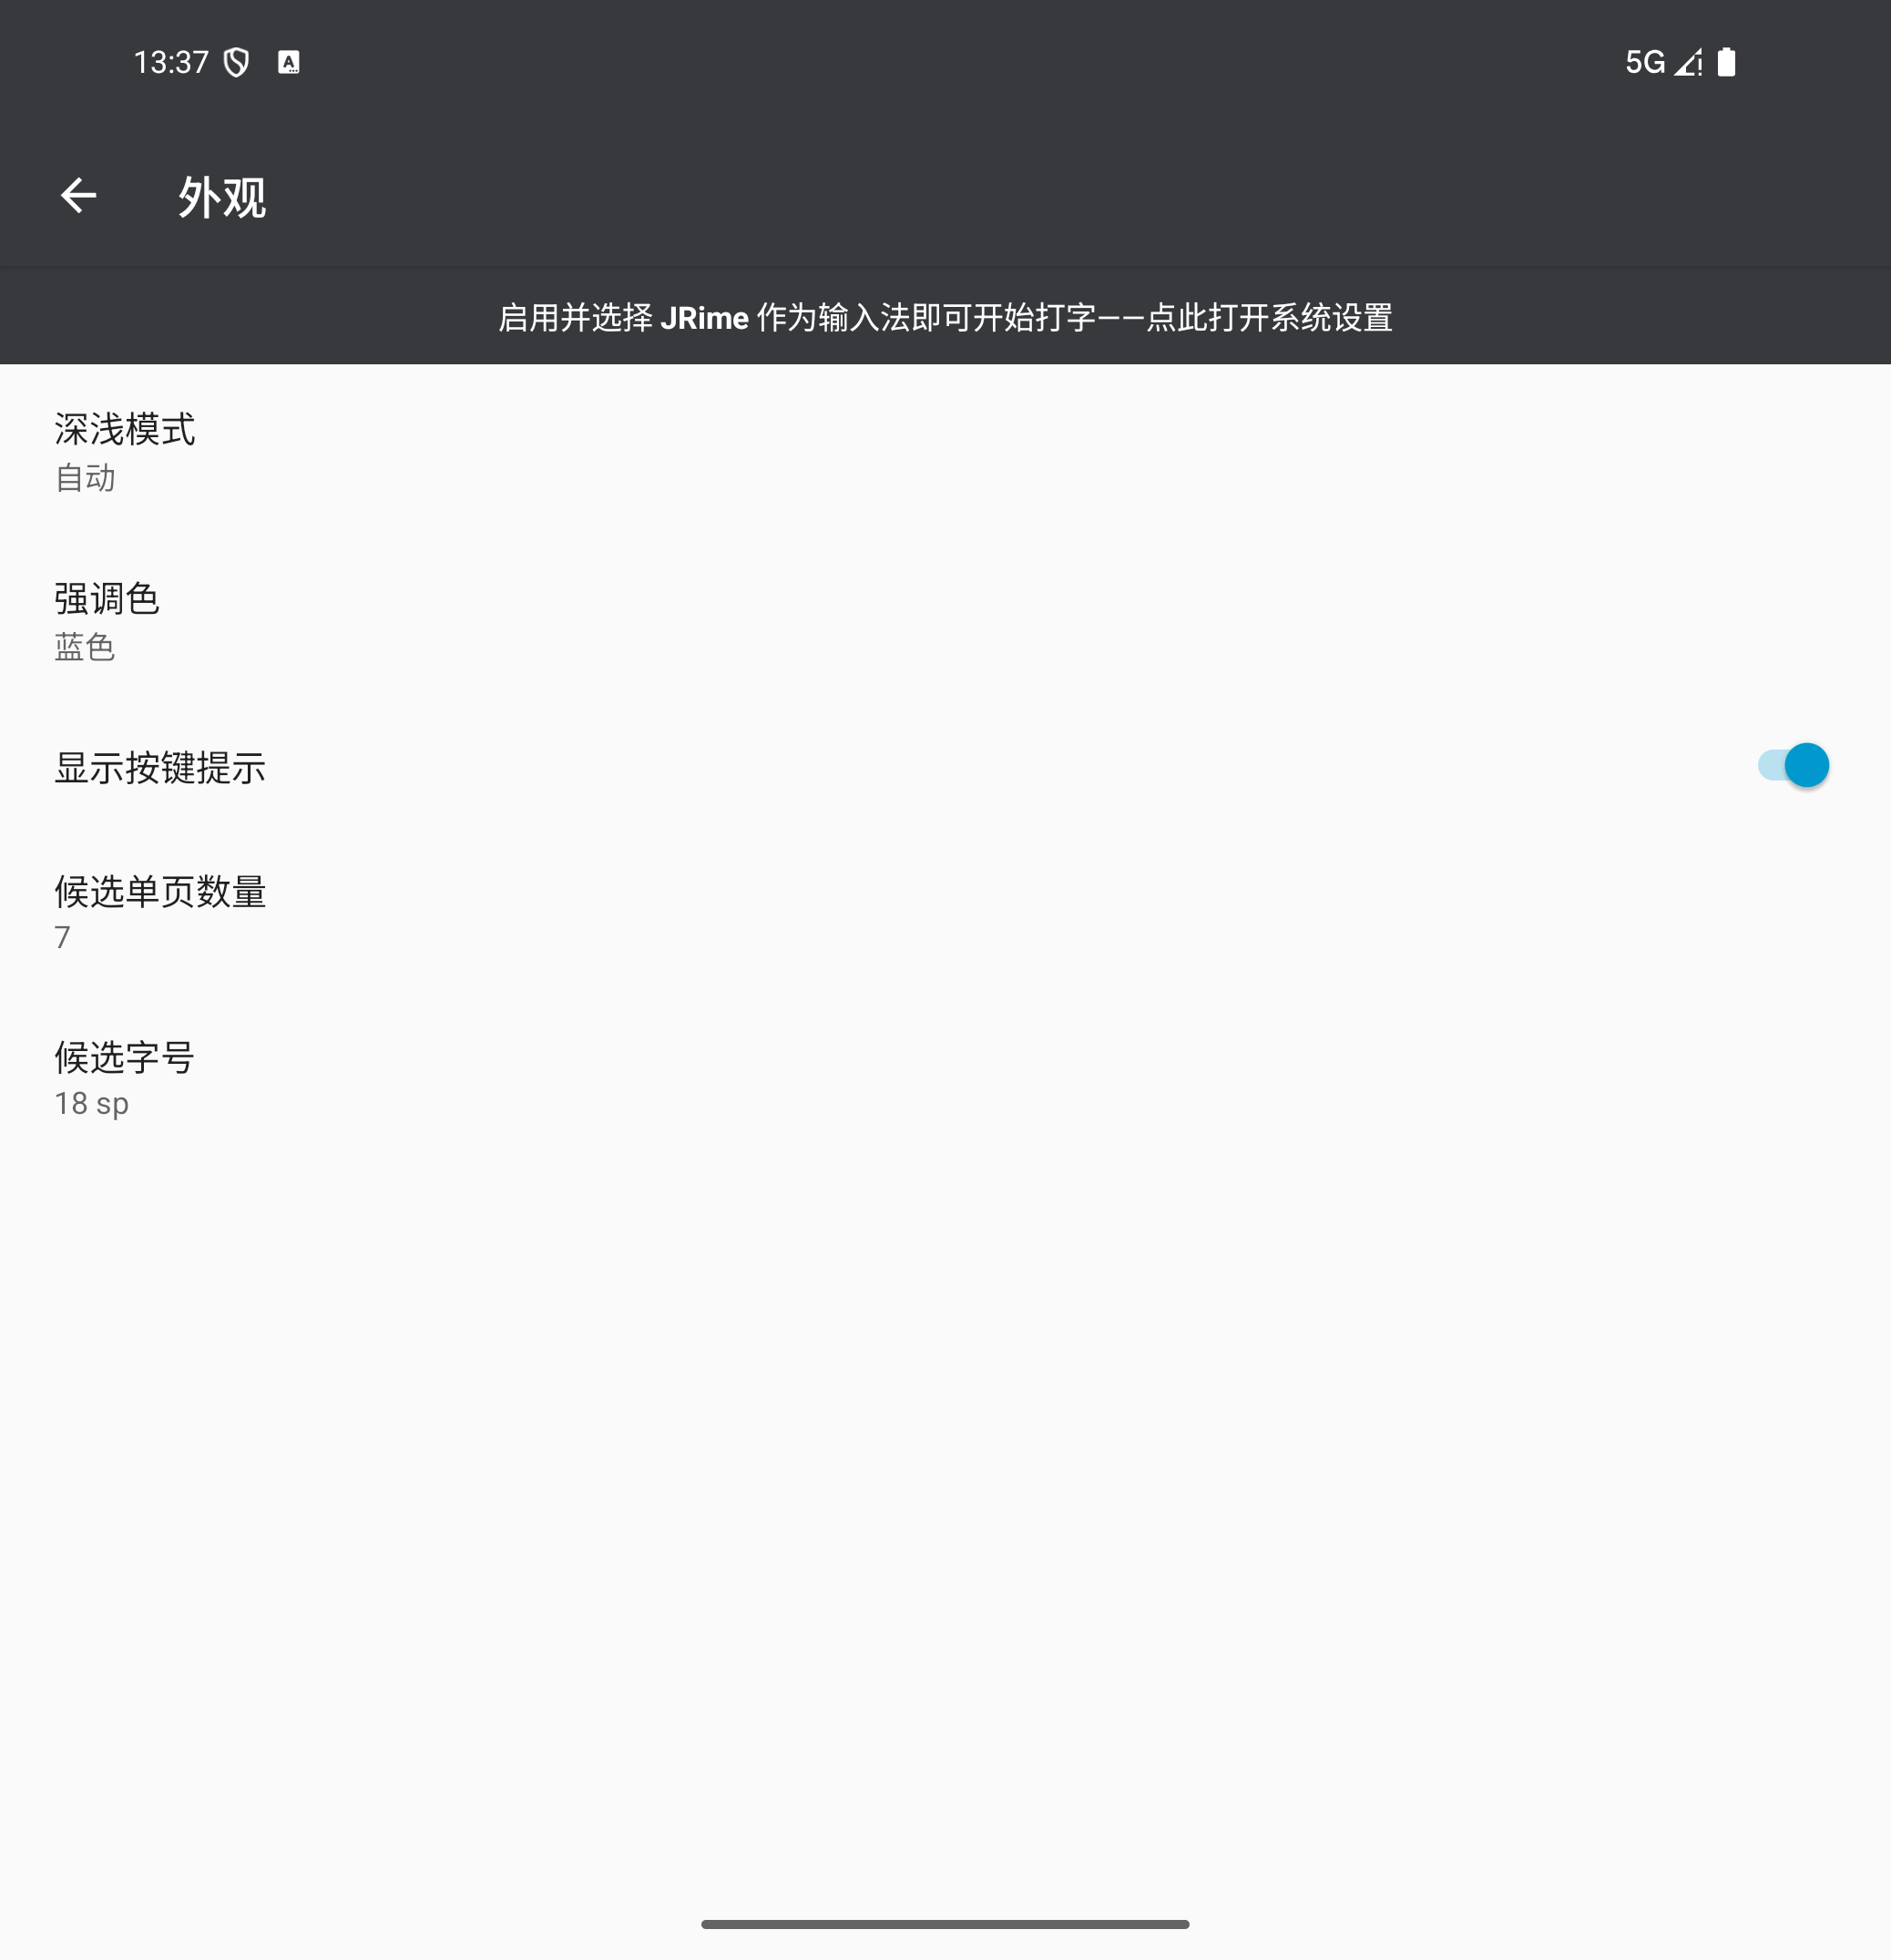 13:37
5G
外观
启用并选择 JRime 作为输入法即可开始打字——点此打开系统设置
深浅模式
自动
强调色
蓝色
显示按键提示
候选单页数量
7
候选字号
18 sp